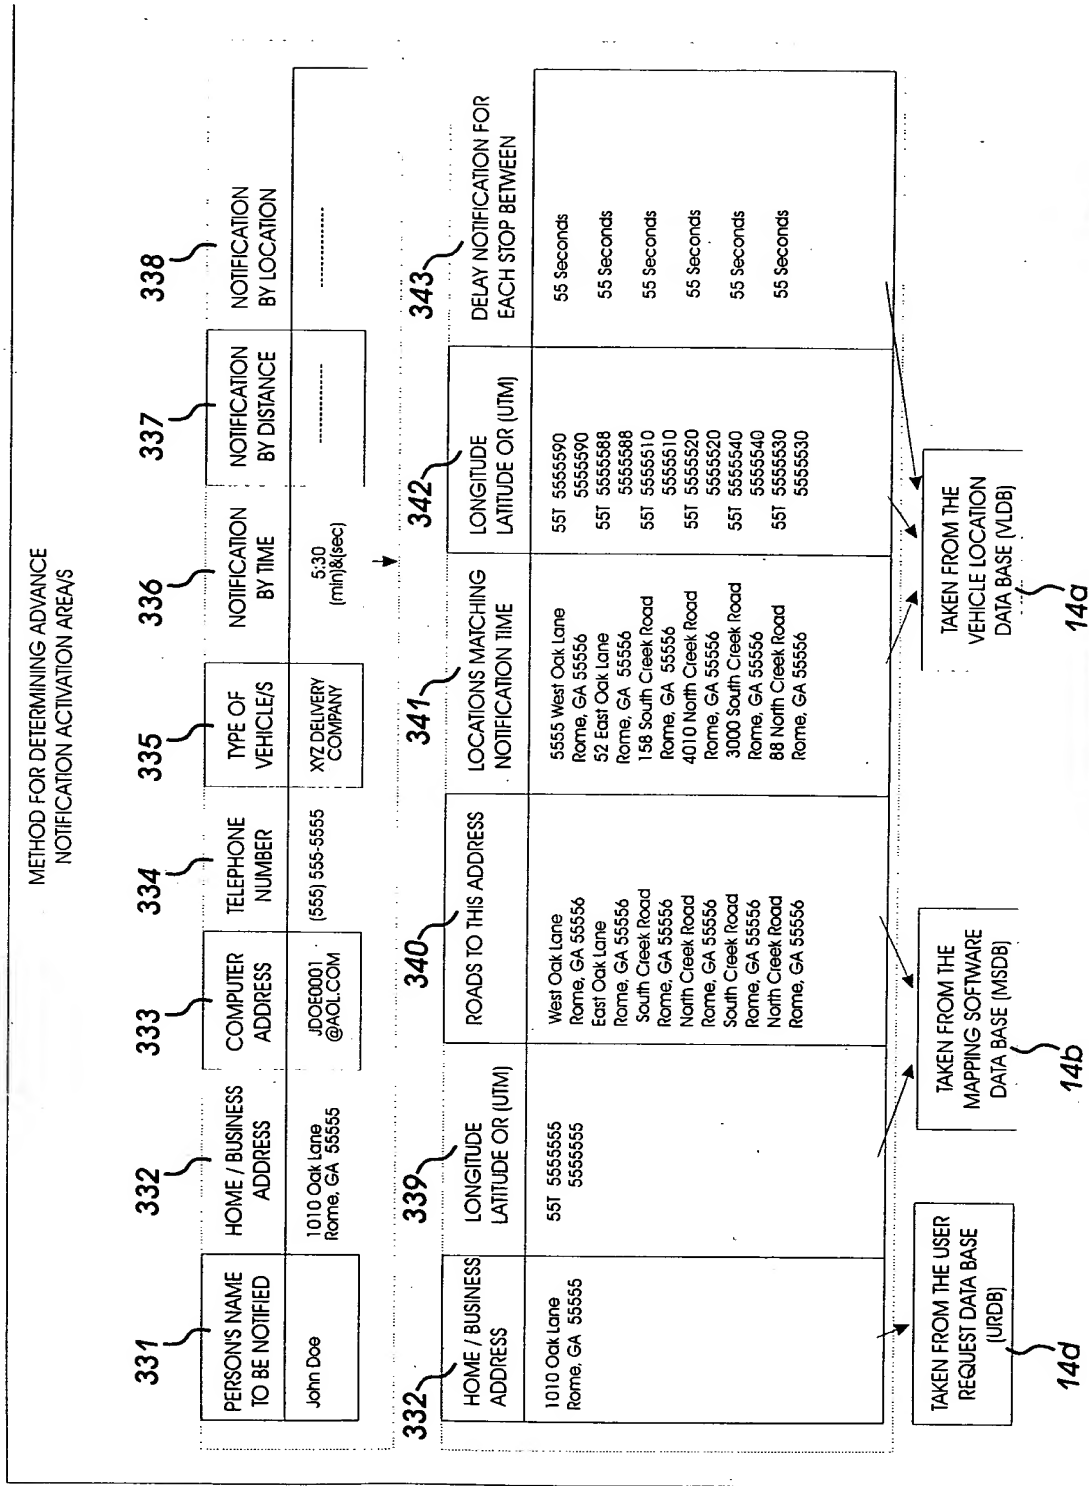 METHOD FOR DETERMINING ADVANCE
NOTIFICATION ACTIVATION AREA/S
331
332
333
334
335
336
337
338
PERSON'S NAME
TO BE NOTIFIED
HOME / BUSINESS
ADDRESS
COMPUTER
ADDRESS
TELEPHONE
NUMBER
TYPE OF
VEHICLE/S
NOTIFICATION
BY TIME
NOTIFICATION
BY DISTANCE
NOTIFICATION
BY LOCATION
John Doe
1010 Oak Lane
Rome, GA 55555
JDOE0001
@AOL.COM
(555) 555-5555
XYZ DELIVERY
COMPANY
5:30
(min)&(sec)
----------------
----------------
332
339
340
341
342
343
HOME / BUSINESS
ADDRESS
LONGITUDE
LATITUDE OR (UTM)
ROADS TO THIS ADDRESS
LOCATIONS MATCHING
NOTIFICATION TIME
LONGITUDE
LATITUDE OR (UTM)
DELAY NOTIFICATION FOR
EACH STOP BETWEEN
1010 Oak Lane
Rome, GA 55555
55T 5555555
5555555
West Oak Lane
Rome, GA 55556
East Oak Lane
Rome, GA 55556
South Creek Road
Rome, GA 55556
North Creek Road
Rome, GA 55556
South Creek Road
Rome, GA 55556
North Creek Road
Rome, GA 55556
5555 West Oak Lane
Rome, GA 55556
52 East Oak Lane
Rome, GA 55556
158 South Creek Road
Rome, GA 55556
4010 North Creek Road
Rome, GA 55556
3000 South Creek Road
Rome, GA 55556
88 North Creek Road
Rome, GA 55556
55T 5555590
5555590
55T 5555588
5555588
55T 5555510
5555510
55T 5555520
5555520
55T 5555540
5555540
55T 5555530
5555530
55 Seconds
55 Seconds
55 Seconds
55 Seconds
55 Seconds
55 Seconds
TAKEN FROM THE USER
REQUEST DATA BASE
(URDB)
14d
TAKEN FROM THE
MAPPING SOFTWARE
DATA BASE (MSDB)
14b
TAKEN FROM THE
VEHICLE LOCATION
DATA BASE (VLDB)
14a